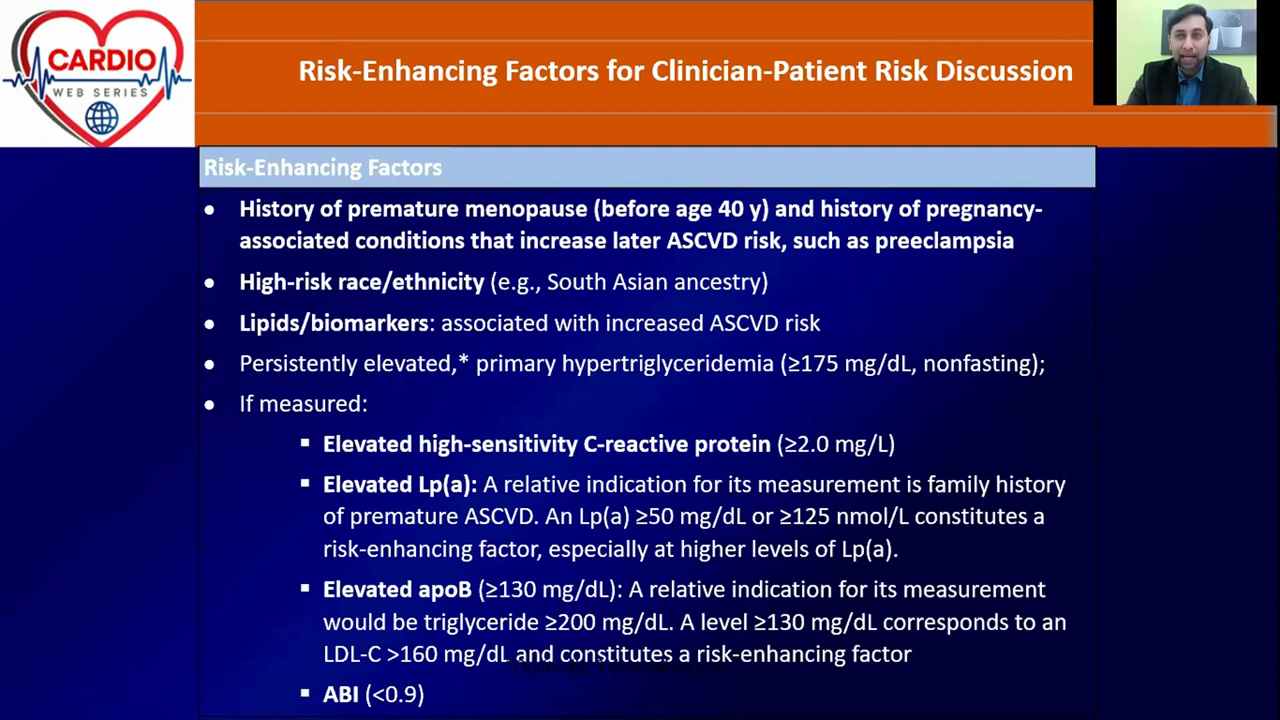 CARDIO
WEB SERIES
Risk-Enhancing Factors for Clinician-Patient Risk Discussion
Risk-Enhancing Factors
• History of premature menopause (before age 40 y) and history of pregnancy-
associated conditions that increase later ASCVD risk, such as preeclampsia
• High-risk race/ethnicity (e.g., South Asian ancestry)
• Lipids/biomarkers: associated with increased ASCVD risk
• Persistently elevated,* primary hypertriglyceridemia (≥175 mg/dL, nonfasting);
• If measured:
▪ Elevated high-sensitivity C-reactive protein (≥2.0 mg/L)
▪ Elevated Lp(a): A relative indication for its measurement is family history
of premature ASCVD. An Lp(a) ≥50 mg/dL or ≥125 nmol/L constitutes a
risk-enhancing factor, especially at higher levels of Lp(a).
▪ Elevated apoB (≥130 mg/dL): A relative indication for its measurement
would be triglyceride ≥200 mg/dL. A level ≥130 mg/dL corresponds to an
LDL-C >160 mg/dL and constitutes a risk-enhancing factor
▪ ABI (<0.9)